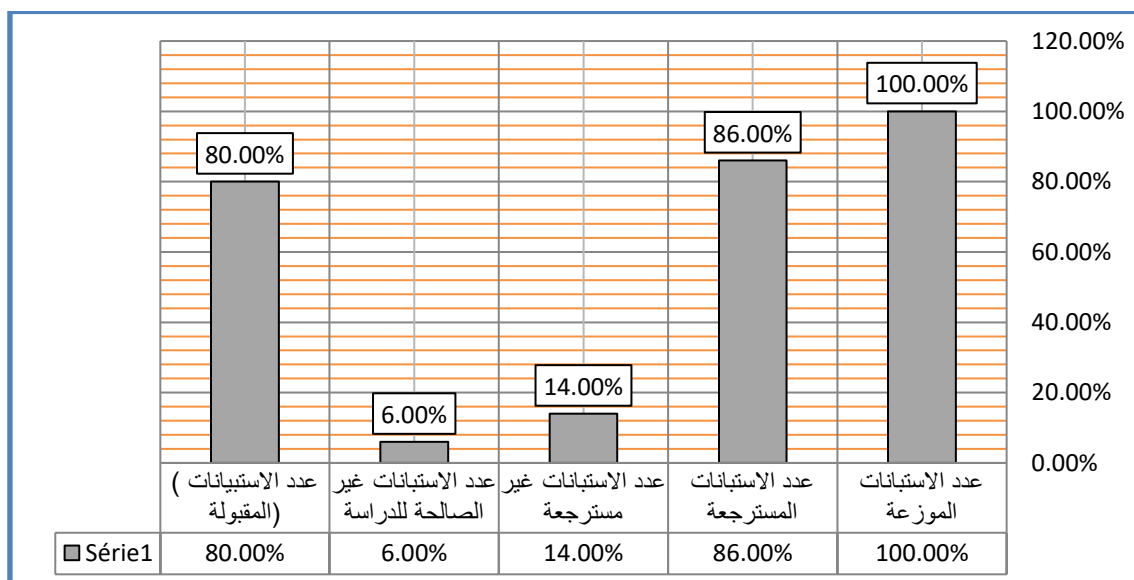 120.00%
100.00%
80.00%
60.00%
40.00%
20.00%
0.00%
100.00%
86.00%
14.00%
6.00%
80.00%
عدد الاستبانات
الموزعة
عدد الاستبانات
المسترجعة
عدد الاستبانات غير
مسترجعة
عدد الاستبانات غير
الصالحة للدراسة
عدد الاستبيانات )
(المقبولة
Série1
80.00% 6.00% 14.00% 86.00% 100.00%